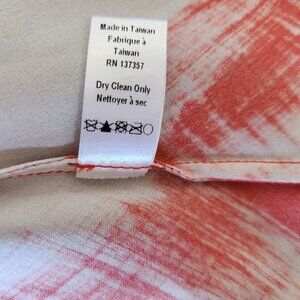 Made in Taiwan
Fabriqué à
Taiwan
RN 137357
Dry Clean Only
Nettoyer à sec